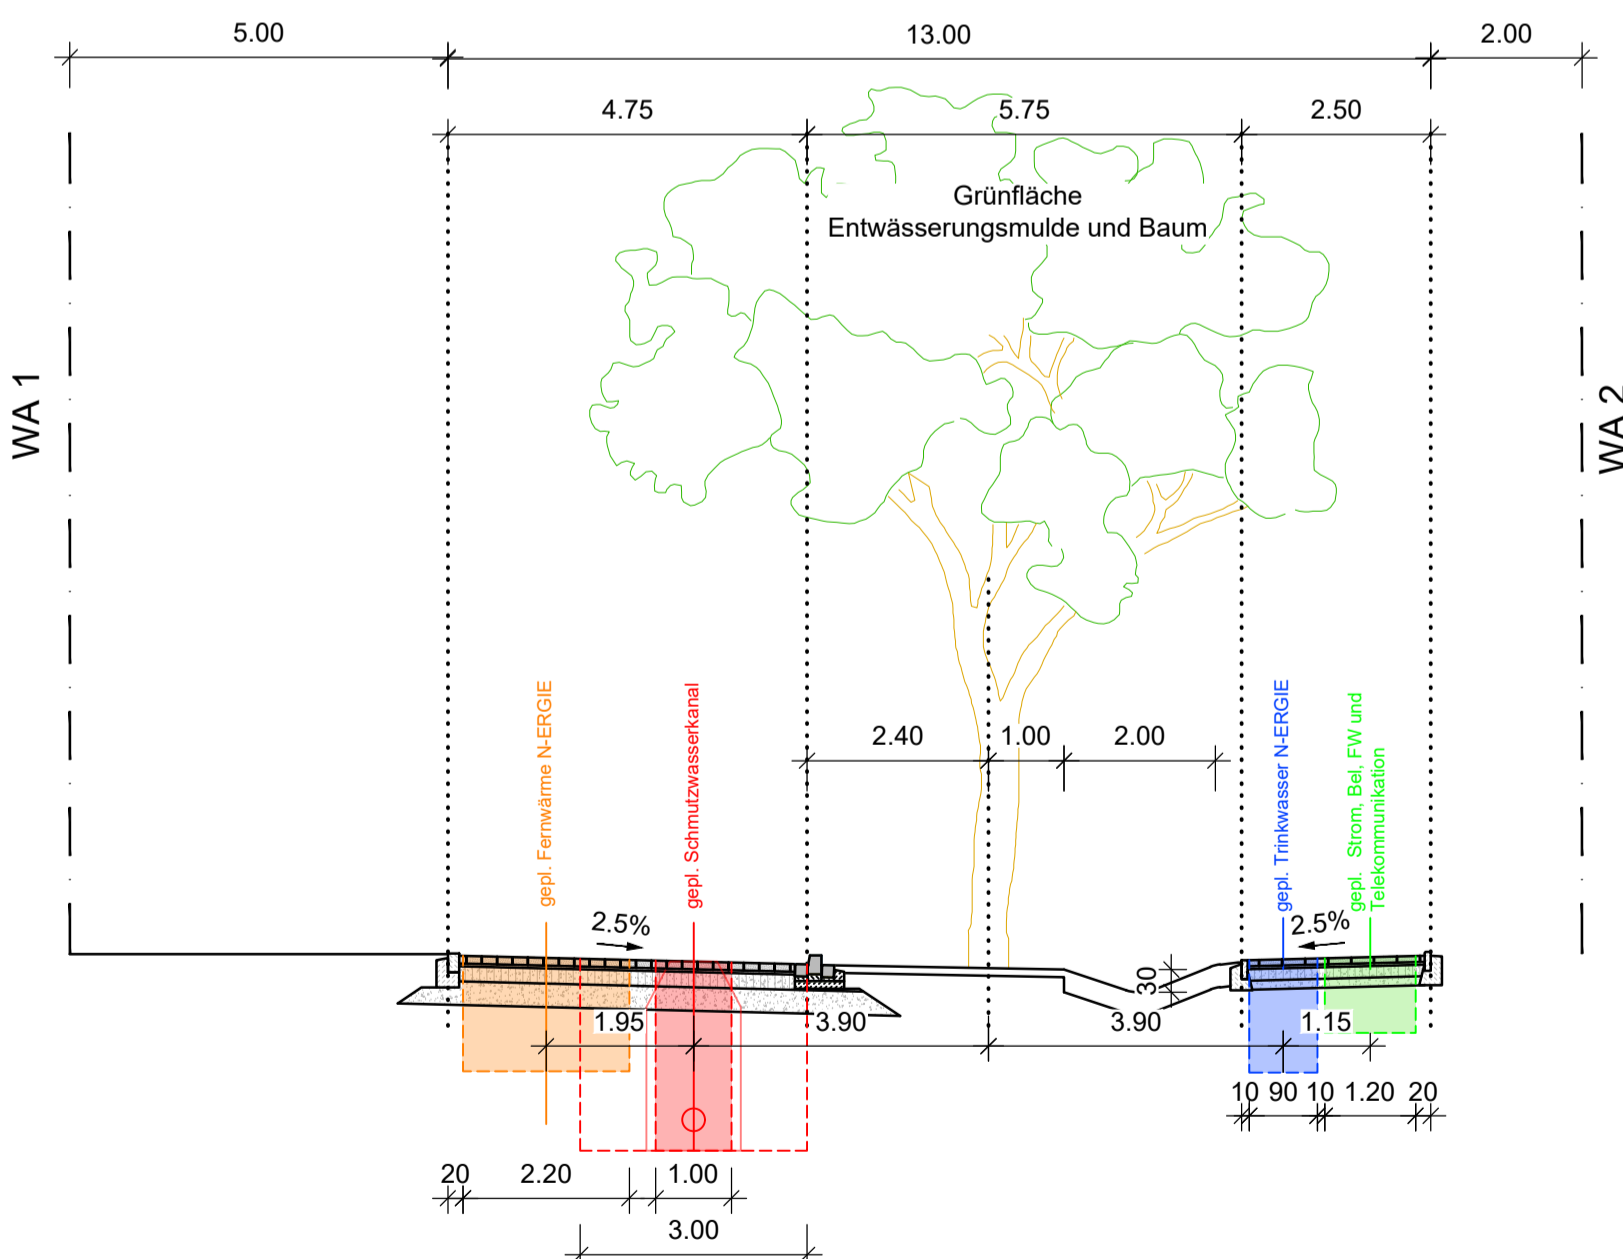 5.00
13.00
2.00
4.75
5.75
2.50
Grünfläche
Entwässerungsmulde und Baum
WA 1
WA 2
gepl. Fernwärme N-ERGIE
gepl. Schmutzwasserkanal
gepl. Trinkwasser N-ERGIE
gepl. Strom, Bel, FW und
Telekommunikation
2.40
1.00
2.00
2.5%
2.5%
30
1.95
3.90
3.90
1.15
10
90
10
1.20
20
20
2.20
1.00
3.00